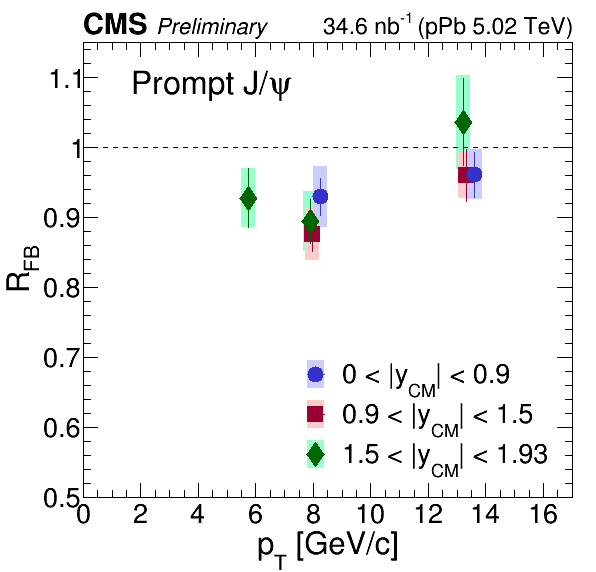 CMS Preliminary 34.6 nb⁻¹ (pPb 5.02 TeV)
Prompt J/ψ
R_FB
1.1
1
0.9
0.8
0.7
0.6
0.5
0 < |y_CM| < 0.9
0.9 < |y_CM| < 1.5
1.5 < |y_CM| < 1.93
0 2 4 6 8 10 12 14 16
p_T [GeV/c]